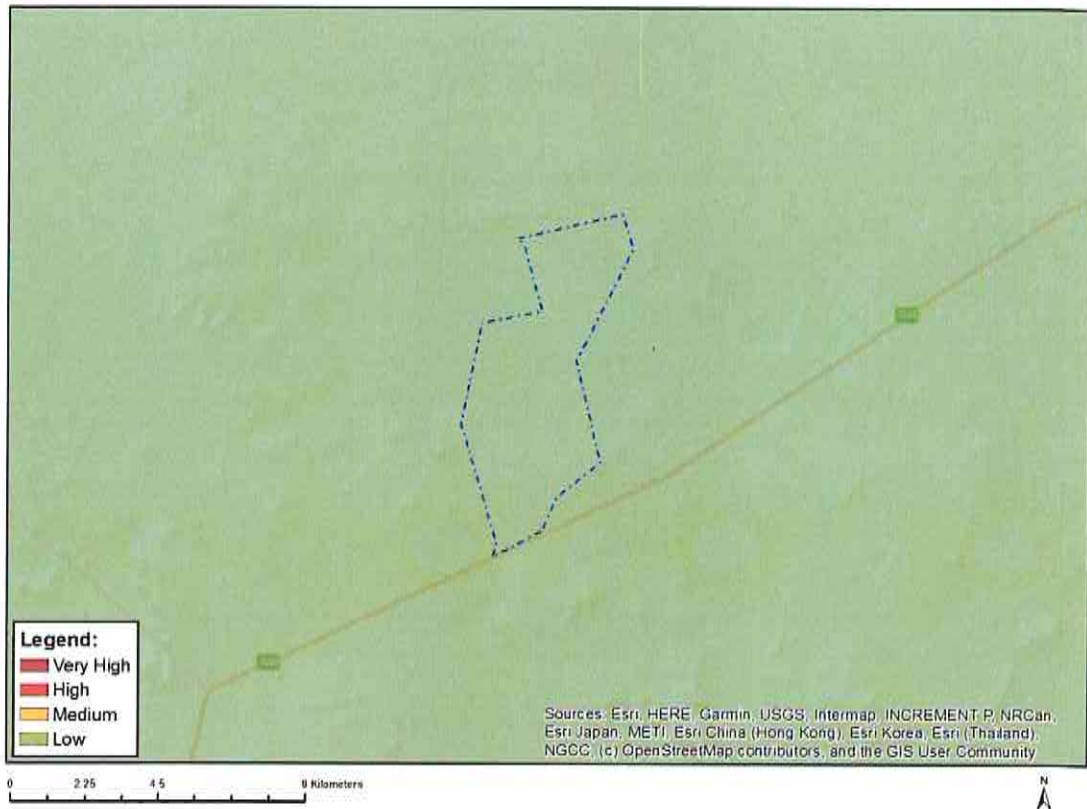 Legend:
Very High
High
Medium
Low
Sources: Esri, HERE, Garmin, USGS, Intermap, INCREMENT P, NRCan,
Esri Japan, METI, Esri China (Hong Kong), Esri Korea, Esri (Thailand),
NGCC, (c) OpenStreetMap contributors, and the GIS User Community
0 2.25 4.5 9 Kilometers
N